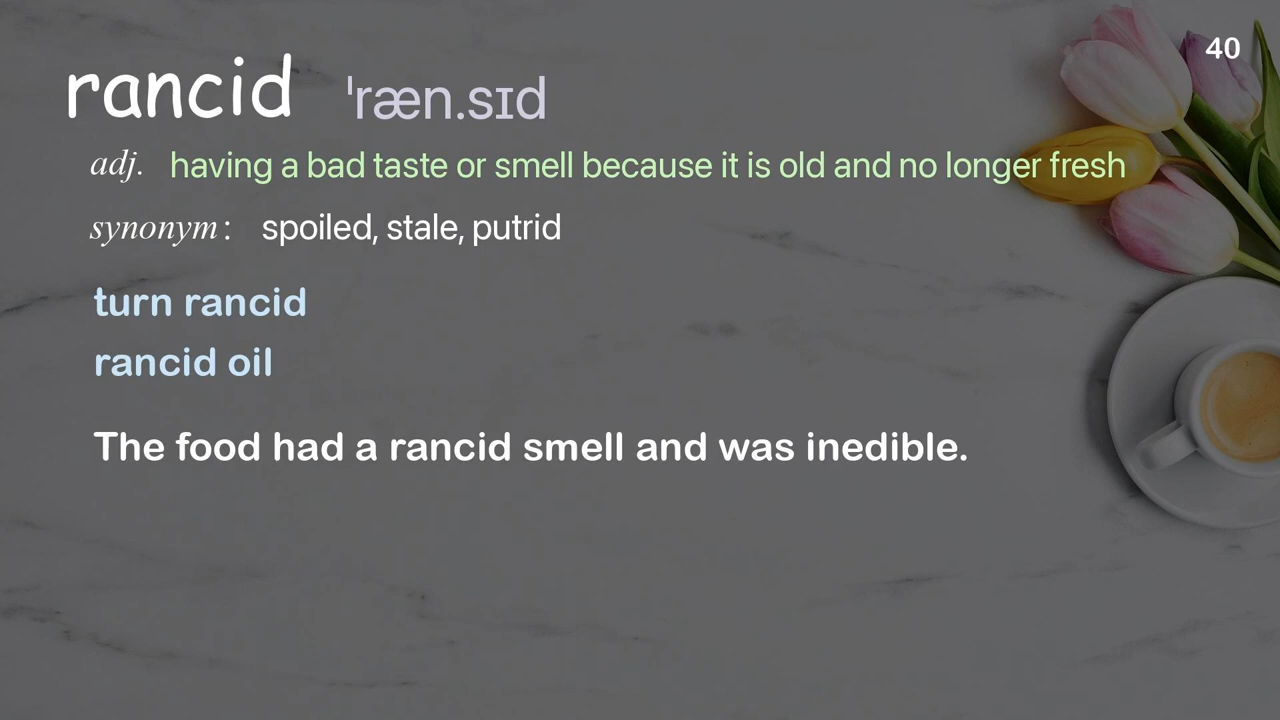 40
rancid ˈræn.sɪd
adj. having a bad taste or smell because it is old and no longer fresh
synonym: spoiled, stale, putrid
turn rancid
rancid oil
The food had a rancid smell and was inedible.